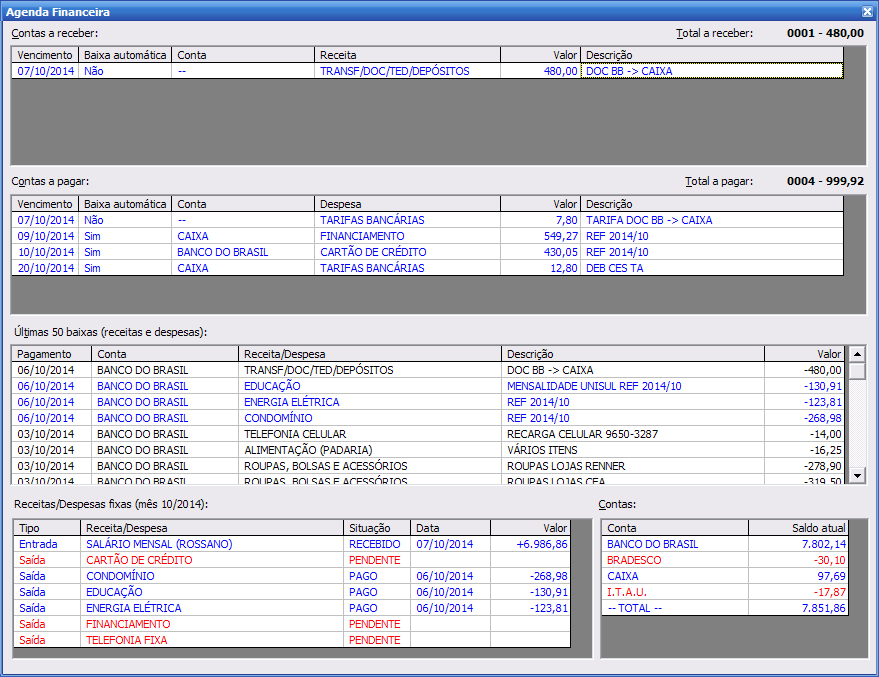 Agenda Financeira
Contas a receber: Total a receber: 0001 - 480,00
Vencimento Baixa automática Conta Receita Valor Descrição
07/10/2014 Não -- TRANSF/DOC/TED/DEPÓSITOS 480,00 DOC BB -> CAIXA
Contas a pagar: Total a pagar: 0004 - 999,92
Vencimento Baixa automática Conta Despesa Valor Descrição
07/10/2014 Não -- TARIFAS BANCÁRIAS 7,80 TARIFA DOC BB -> CAIXA
09/10/2014 Sim CAIXA FINANCIAMENTO 549,27 REF 2014/10
10/10/2014 Sim BANCO DO BRASIL CARTÃO DE CRÉDITO 430,05 REF 2014/10
20/10/2014 Sim CAIXA TARIFAS BANCÁRIAS 12,80 DEB CES TA
Últimas 50 baixas (receitas e despesas):
Pagamento Conta Receita/Despesa Descrição Valor
06/10/2014 BANCO DO BRASIL TRANSF/DOC/TED/DEPÓSITOS DOC BB -> CAIXA -480,00
06/10/2014 BANCO DO BRASIL EDUCAÇÃO MENSALIDADE UNISUL REF 2014/10 -130,91
06/10/2014 BANCO DO BRASIL ENERGIA ELÉTRICA REF 2014/10 -123,81
06/10/2014 BANCO DO BRASIL CONDOMÍNIO REF 2014/10 -268,98
03/10/2014 BANCO DO BRASIL TELEFONIA CELULAR RECARGA CELULAR 9650-3287 -14,00
03/10/2014 BANCO DO BRASIL ALIMENTAÇÃO (PADARIA) VÁRIOS ITENS -16,25
03/10/2014 BANCO DO BRASIL ROUPAS, BOLSAS E ACESSÓRIOS ROUPAS LOJAS RENNER -278,90
03/10/2014 BANCO DO BRASIL ROUPAS, BOLSAS E ACESSÓRIOS ROUPAS LOJAS CEA -319,50
Receitas/Despesas fixas (mês 10/2014): Contas:
Tipo Receita/Despesa Situação Data Valor Conta Saldo atual
Entrada SALÁRIO MENSAL (ROSSANO) RECEBIDO 07/10/2014 +6.986,86 BANCO DO BRASIL 7.802,14
Saída CARTÃO DE CRÉDITO PENDENTE BRADESCO -30,10
Saída CONDOMÍNIO PAGO 06/10/2014 -268,98 CAIXA 97,69
Saída EDUCAÇÃO PAGO 06/10/2014 -130,91 I.T.A.U. -17,87
Saída ENERGIA ELÉTRICA PAGO 06/10/2014 -123,81 -- TOTAL -- 7.851,86
Saída FINANCIAMENTO PENDENTE
Saída TELEFONIA FIXA PENDENTE